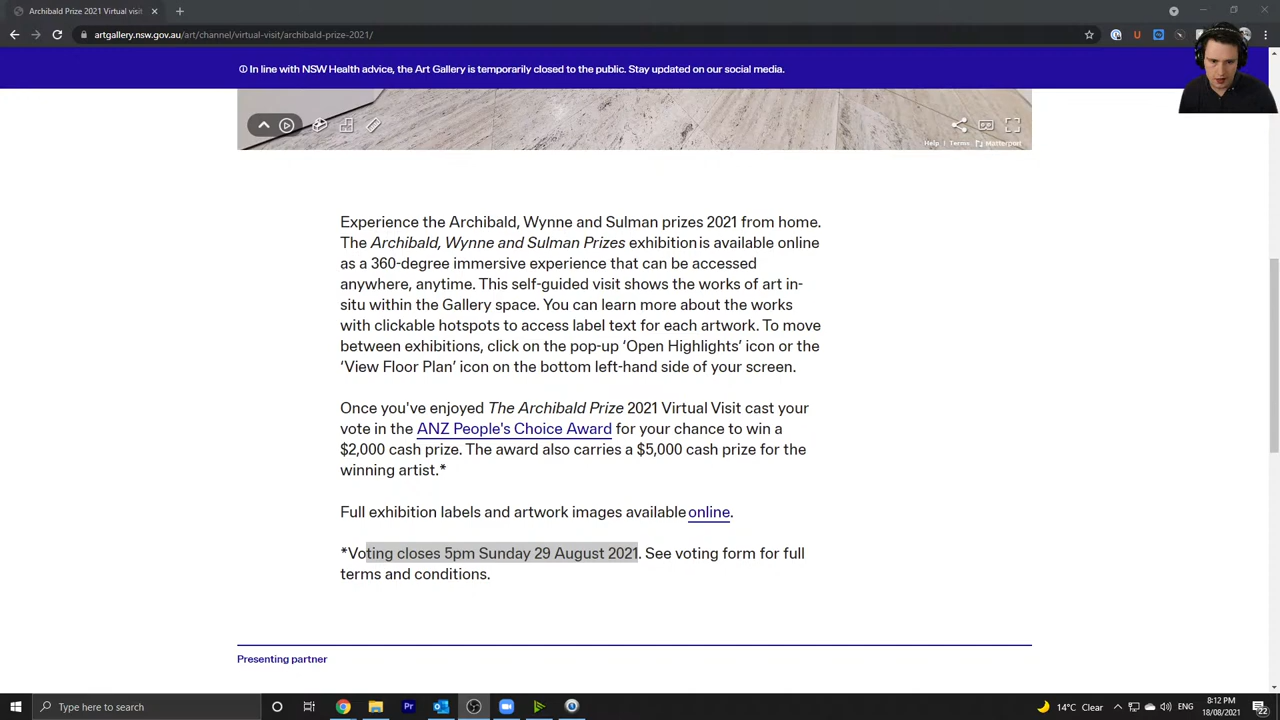 Archibald Prize 2021 Virtual visit
artgallery.nsw.gov.au/art/channel/virtual-visit/archibald-prize-2021/
In line with NSW Health advice, the Art Gallery is temporarily closed to the public. Stay updated on our social media.
Help | Terms Matterport
Experience the Archibald, Wynne and Sulman prizes 2021 from home.
The Archibald, Wynne and Sulman Prizes exhibition is available online
as a 360-degree immersive experience that can be accessed
anywhere, anytime. This self-guided visit shows the works of art in-
situ within the Gallery space. You can learn more about the works
with clickable hotspots to access label text for each artwork. To move
between exhibitions, click on the pop-up ‘Open Highlights’ icon or the
‘View Floor Plan’ icon on the bottom left-hand side of your screen.
Once you've enjoyed The Archibald Prize 2021 Virtual Visit cast your
vote in the ANZ People's Choice Award for your chance to win a
$2,000 cash prize. The award also carries a $5,000 cash prize for the
winning artist.*
Full exhibition labels and artwork images available online.
*Voting closes 5pm Sunday 29 August 2021. See voting form for full
terms and conditions.
Presenting partner
Type here to search
Pr
14°C Clear
ENG
8:12 PM
18/08/2021
22